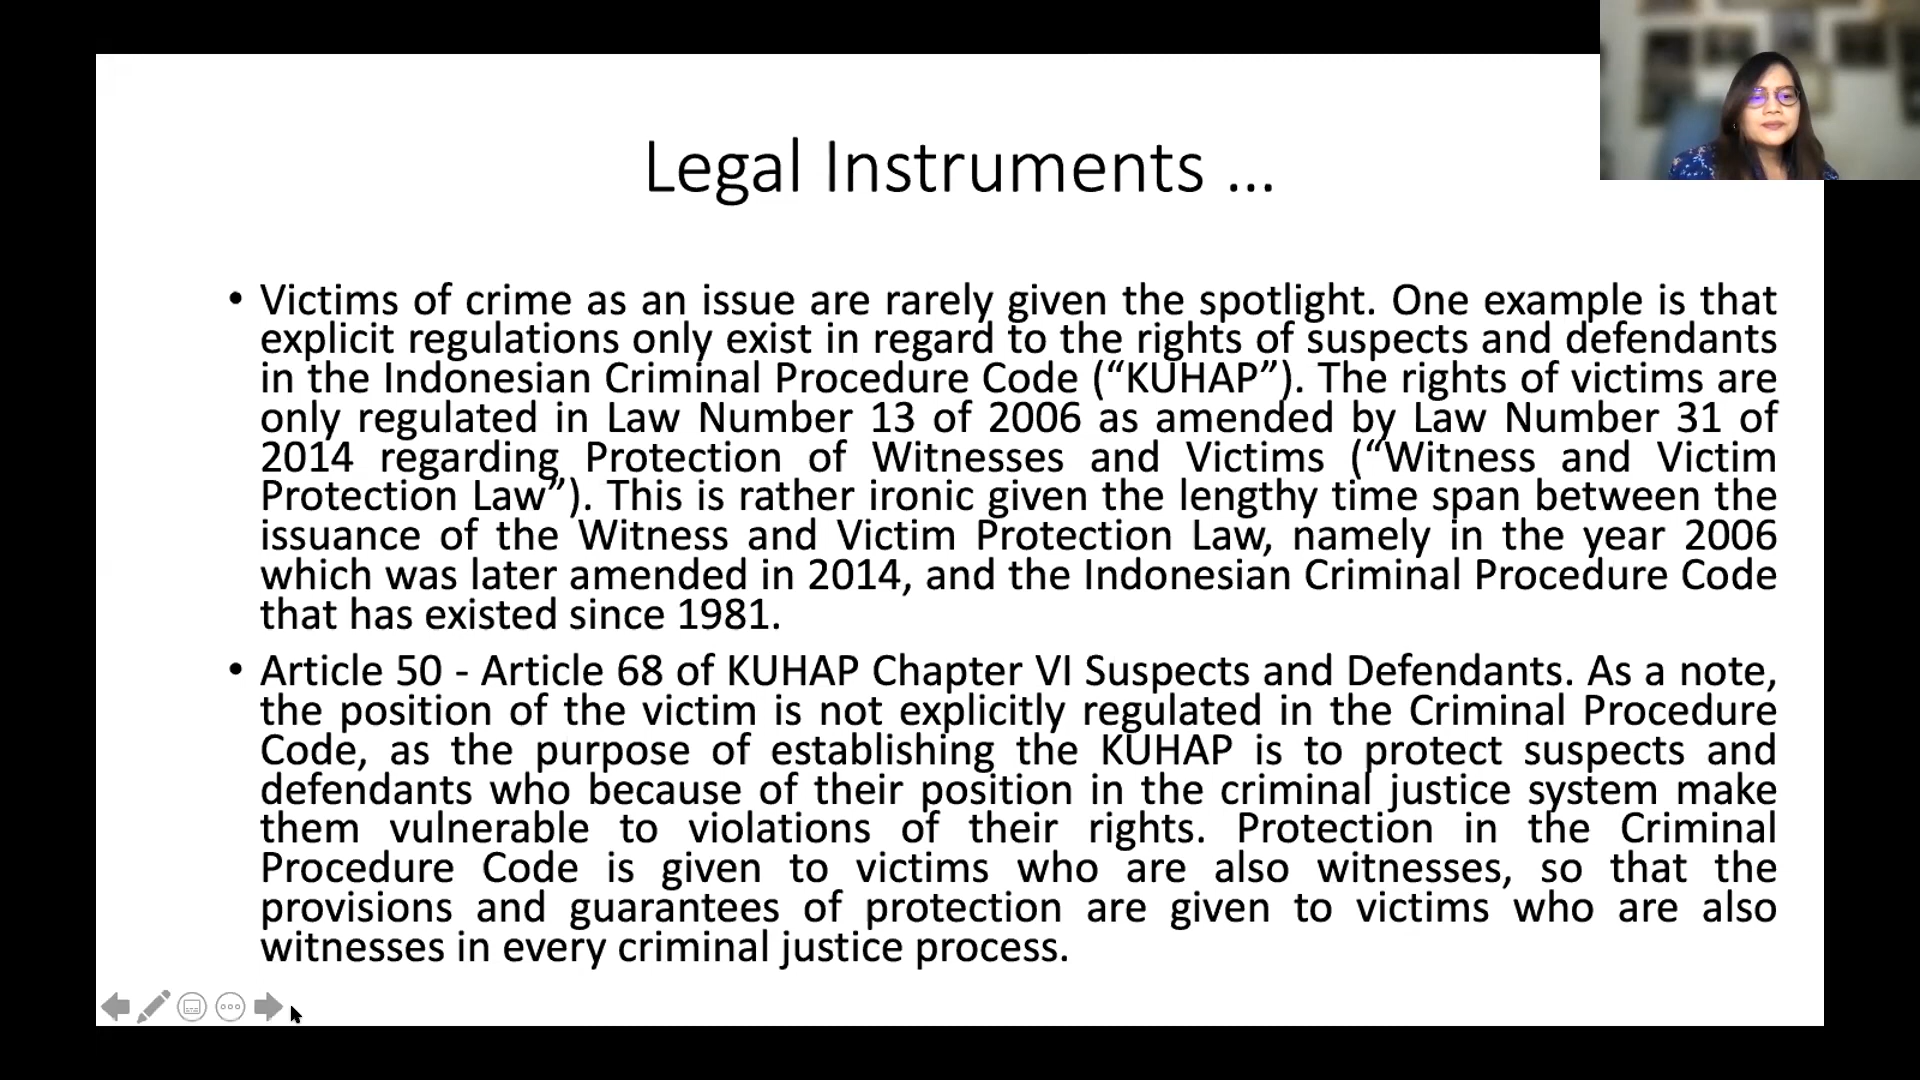 Legal Instruments ...
• Victims of crime as an issue are rarely given the spotlight. One example is that
explicit regulations only exist in regard to the rights of suspects and defendants
in the Indonesian Criminal Procedure Code (“KUHAP”). The rights of victims are
only regulated in Law Number 13 of 2006 as amended by Law Number 31 of
2014 regarding Protection of Witnesses and Victims (“Witness and Victim
Protection Law”). This is rather ironic given the lengthy time span between the
issuance of the Witness and Victim Protection Law, namely in the year 2006
which was later amended in 2014, and the Indonesian Criminal Procedure Code
that has existed since 1981.
• Article 50 - Article 68 of KUHAP Chapter VI Suspects and Defendants. As a note,
the position of the victim is not explicitly regulated in the Criminal Procedure
Code, as the purpose of establishing the KUHAP is to protect suspects and
defendants who because of their position in the criminal justice system make
them vulnerable to violations of their rights. Protection in the Criminal
Procedure Code is given to victims who are also witnesses, so that the
provisions and guarantees of protection are given to victims who are also
witnesses in every criminal justice process.